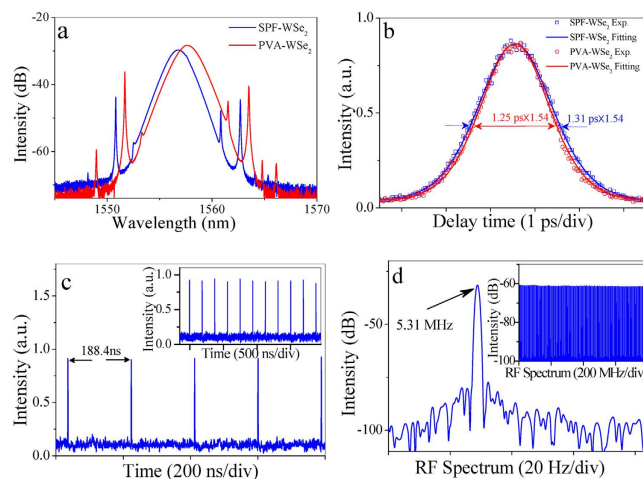 a
SPF-WSe₂
PVA-WSe₂
Intensity (dB)
-20
-40
-60
1550
1560
1570
Wavelength (nm)
b
SPF-WSe₂ Exp.
SPF-WSe₂ Fitting
PVA-WSe₂ Exp.
PVA-WSe₂ Fitting
Intensity (a.u.)
1.0
0.5
0.0
1.25 ps×1.54
1.31 ps×1.54
Delay time (1 ps/div)
c
Intensity (a.u.)
1.5
1.0
0.5
0.0
188.4ns
Intensity (a.u.)
1.0
0.5
0.0
Time (500 ns/div)
Time (200 ns/div)
d
Intensity (dB)
-50
-100
5.31 MHz
Intensity (dB)
-60
-80
-100
RF Spectrum (200 MHz/div
RF Spectrum (20 Hz/div)